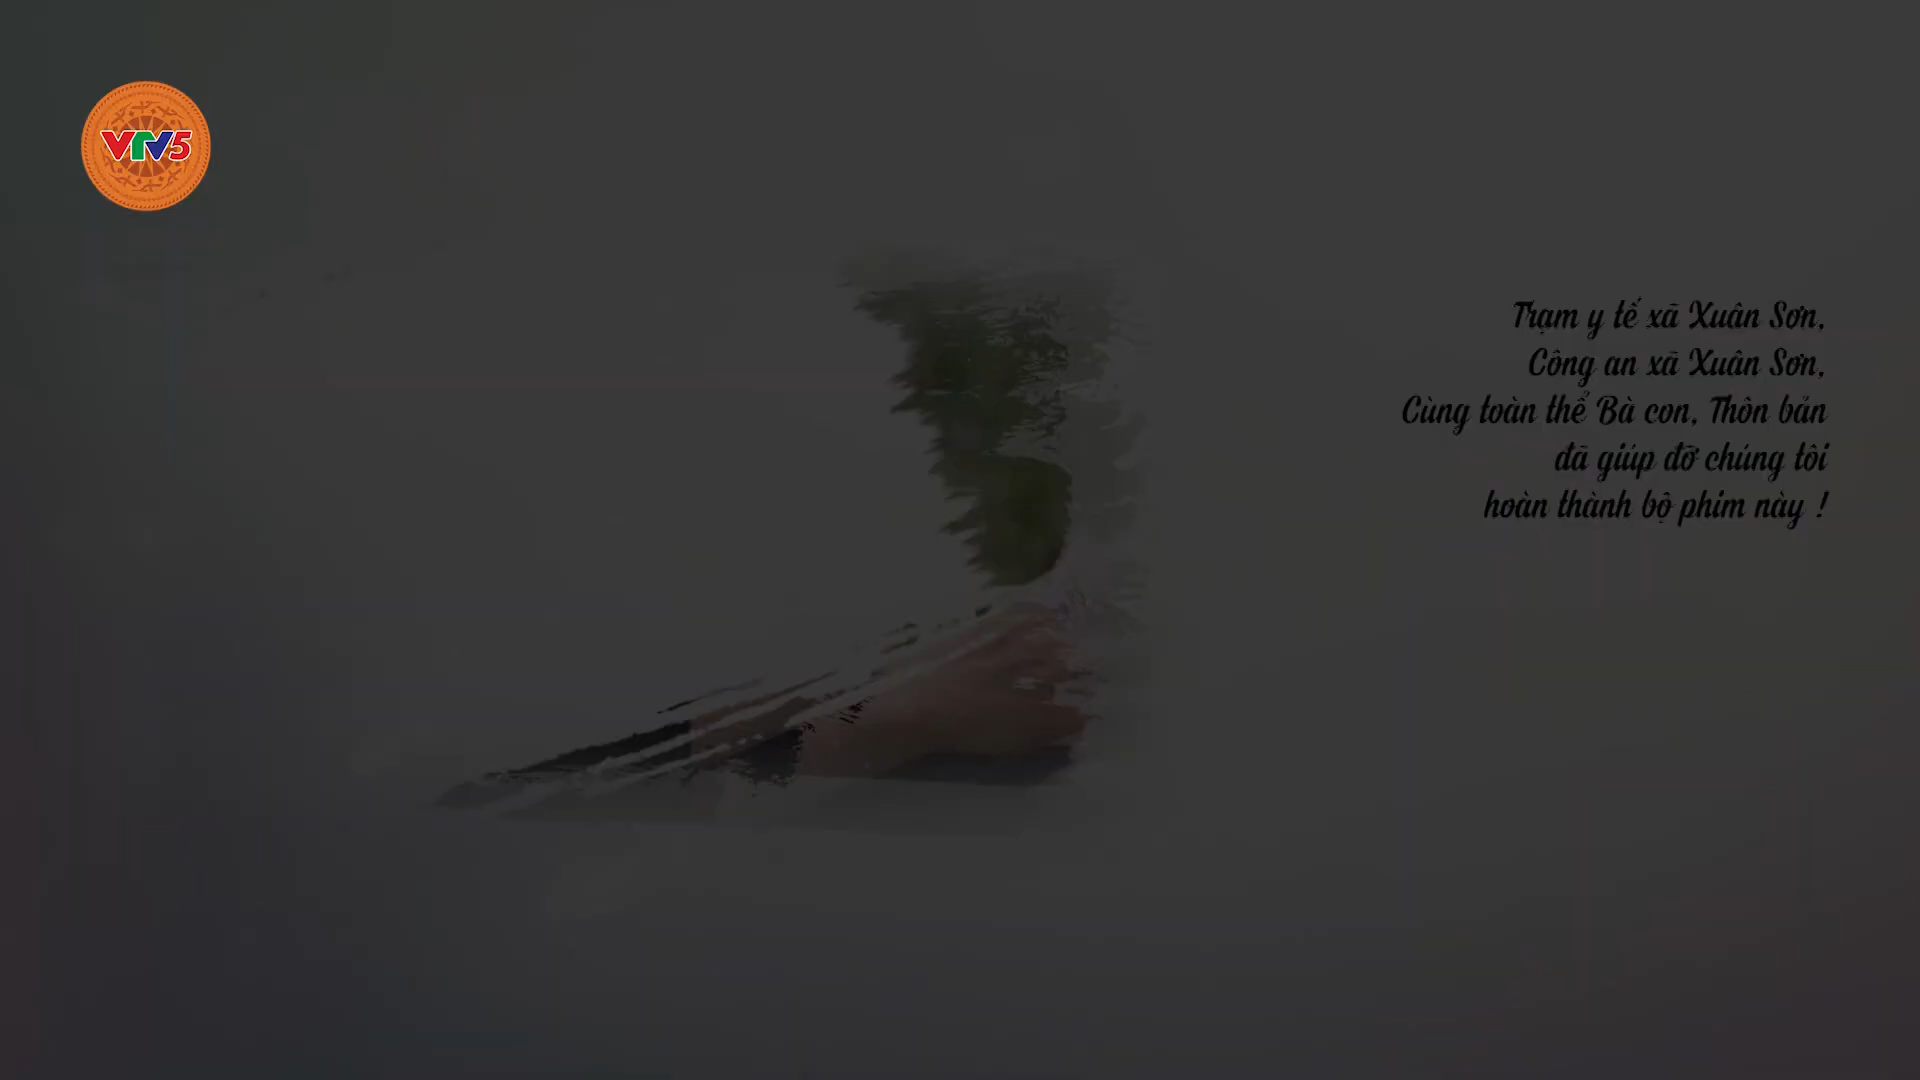 VTV5
Trạm y tế xã Xuân Sơn,
Công an xã Xuân Sơn,
Cùng toàn thể Bà con, Thôn bản
đã giúp đỡ chúng tôi
hoàn thành bộ phim này !